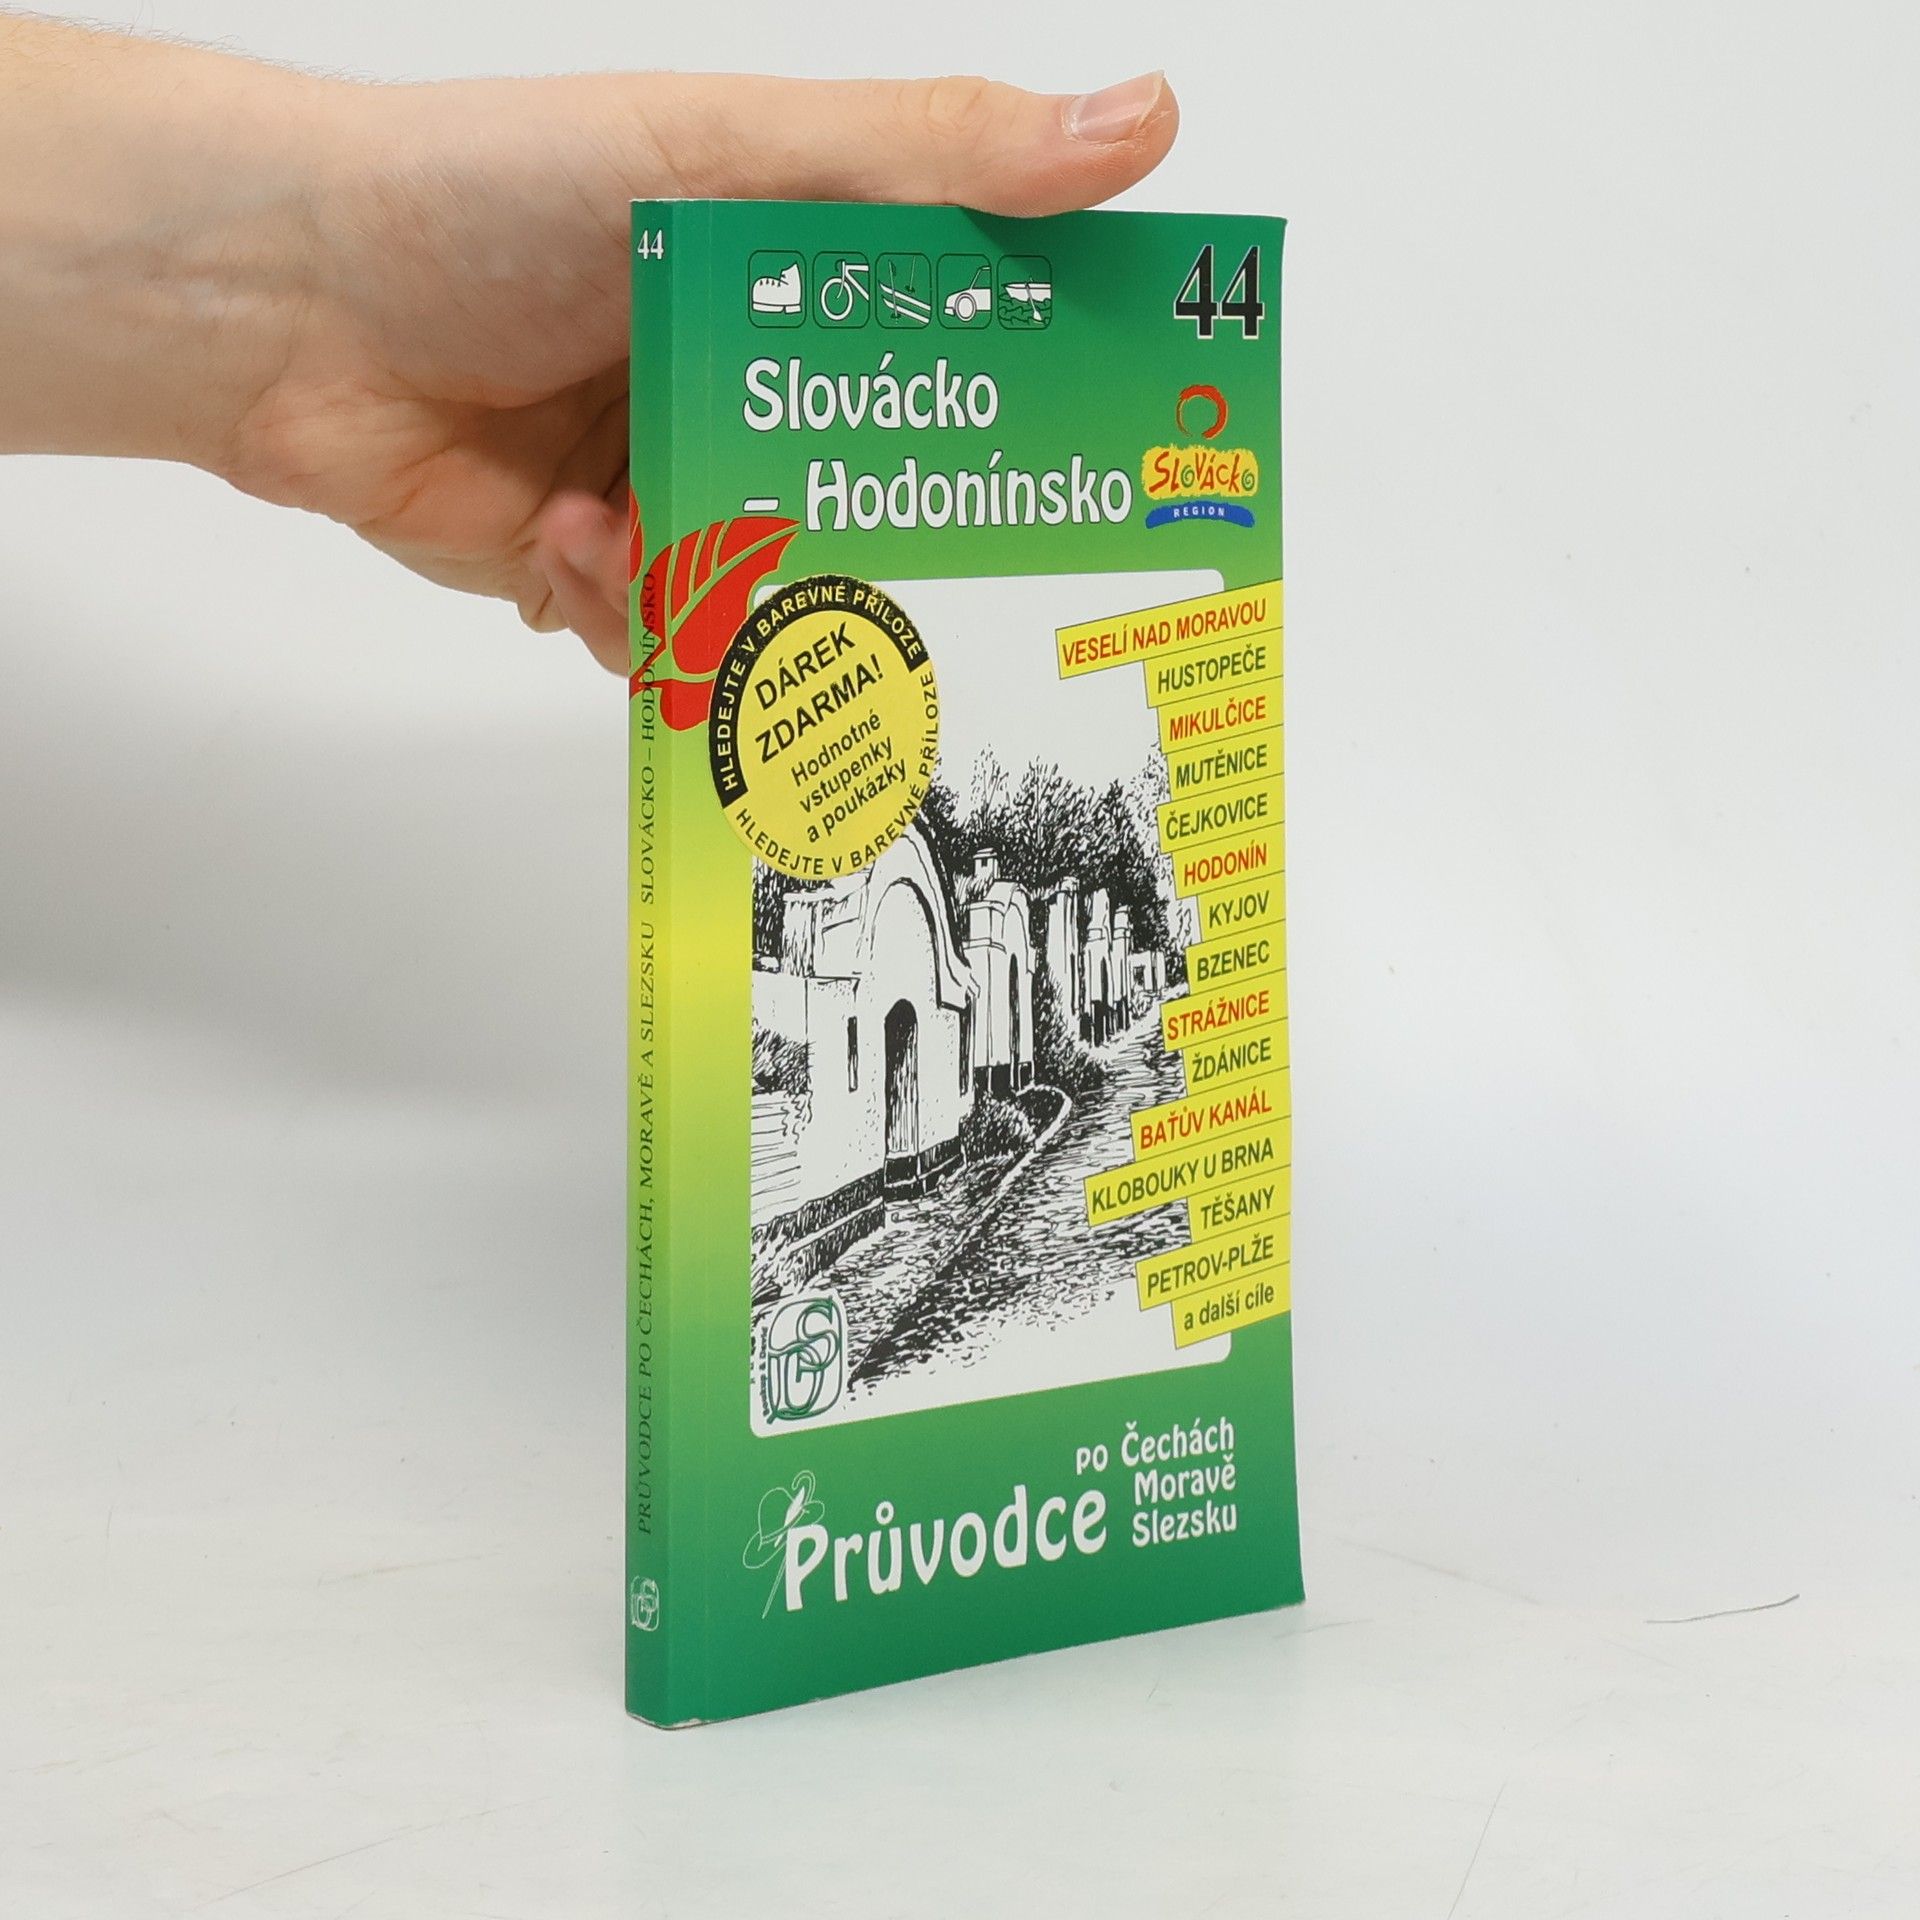 44
SLOVÁCKO – HODONÍNSKO
PRŮVODCE PO ČECHÁCH, MORAVĚ A SLEZSKU
44
Slovácko
– Hodonínsko
SLOVÁCKO
REGION
HLEDEJTE V BAREVNÉ PŘÍLOZE
DÁREK
ZDARMA!
Hodnotné
vstupenky
a poukázky
HLEDEJTE V BAREVNÉ PŘÍLOZE
VESELÍ NAD MORAVOU
HUSTOPEČE
MIKULČICE
MUTĚNICE
ČEJKOVICE
HODONÍN
KYJOV
BZENEC
STRÁŽNICE
ŽDÁNICE
BAŤŮV KANÁL
KLOBOUKY U BRNA
TĚŠANY
PETROV-PLŽE
a další cíle
Soukup & David
po Čechách
Moravě
Průvodce Slezsku